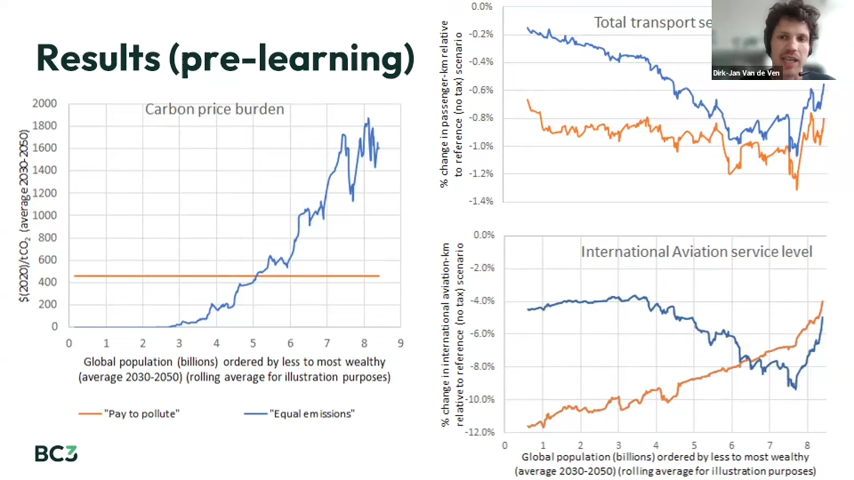 Results (pre-learning)
Carbon price burden
$(2020)/tCO₂ (average 2030-2050)
2000
1800
1600
1400
1200
1000
800
600
400
200
0
0 1 2 3 4 5 6 7 8 9
Global population (billions) ordered by less to most wealthy
(average 2030-2050) (rolling average for illustration purposes)
"Pay to pollute" "Equal emissions"
BC3
Total transport se
Dirk-Jan Van de Ven
% change in passenger-km relative
to reference (no tax) scenario
0.0%
-0.2%
-0.4%
-0.6%
-0.8%
-1.0%
-1.2%
-1.4%
International Aviation service level
% change in international aviation-km
relative to reference (no tax) scenario
0.0%
-2.0%
-4.0%
-6.0%
-8.0%
-10.0%
-12.0%
0 1 2 3 4 5 6 7 8
Global population (billions) ordered by less to most wealthy
(average 2030-2050) (rolling average for illustration purposes)